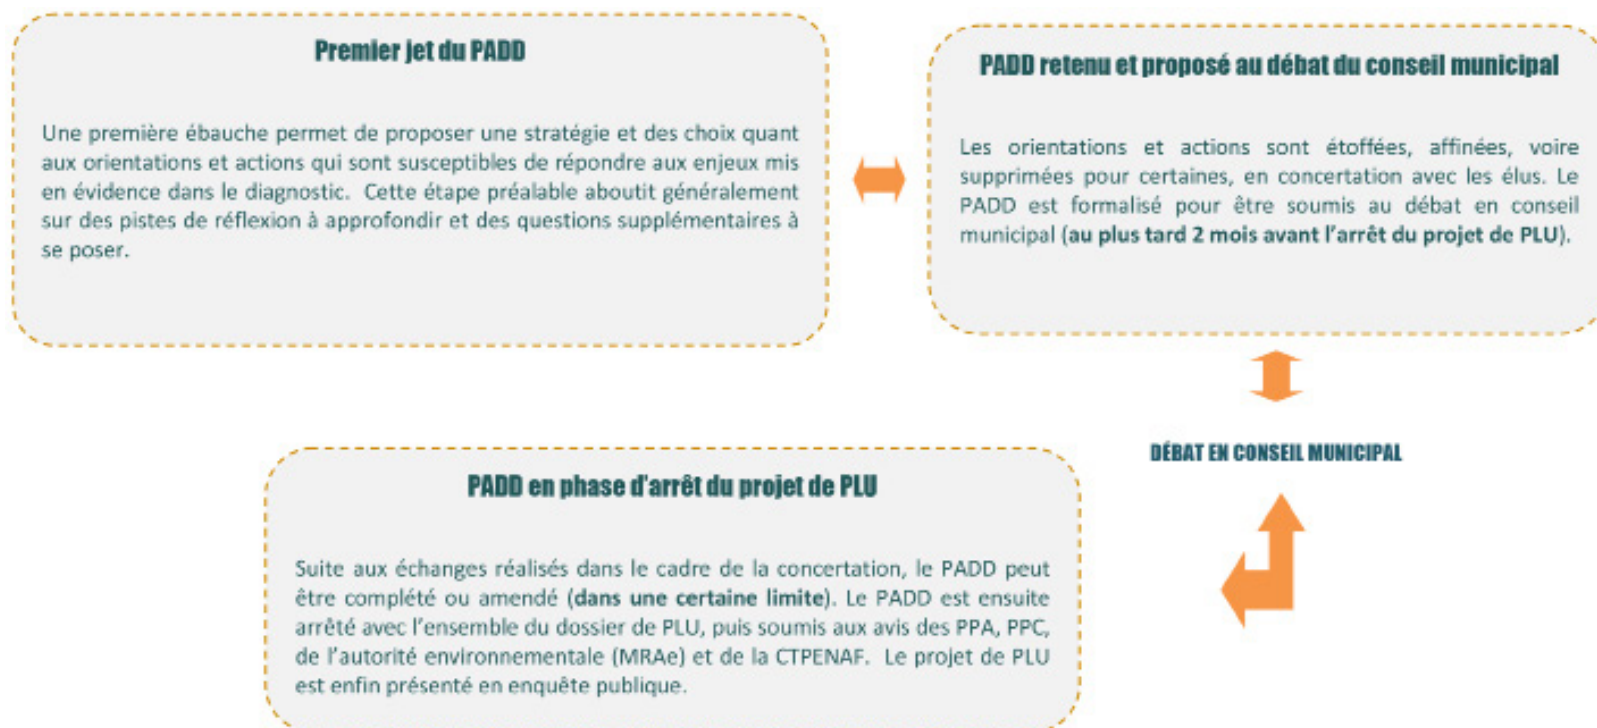 Premier jet du PADD
Une première ébauche permet de proposer une stratégie et des choix quant
aux orientations et actions qui sont susceptibles de répondre aux enjeux mis
en évidence dans le diagnostic. Cette étape préalable aboutit généralement
sur des pistes de réflexion à approfondir et des questions supplémentaires à
se poser.
PADD retenu et proposé au débat du conseil municipal
Les orientations et actions sont étoffées, affinées, voire
supprimées pour certaines, en concertation avec les élus. Le
PADD est formalisé pour être soumis au débat en conseil
municipal (au plus tard 2 mois avant l'arrêt du projet de PLU).
DÉBAT EN CONSEIL MUNICIPAL
PADD en phase d'arrêt du projet de PLU
Suite aux échanges réalisés dans le cadre de la concertation, le PADD peut
être complété ou amendé (dans une certaine limite). Le PADD est ensuite
arrêté avec l'ensemble du dossier de PLU, puis soumis aux avis des PPA, PPC,
de l'autorité environnementale (MRAe) et de la CTPENAF. Le projet de PLU
est enfin présenté en enquête publique.